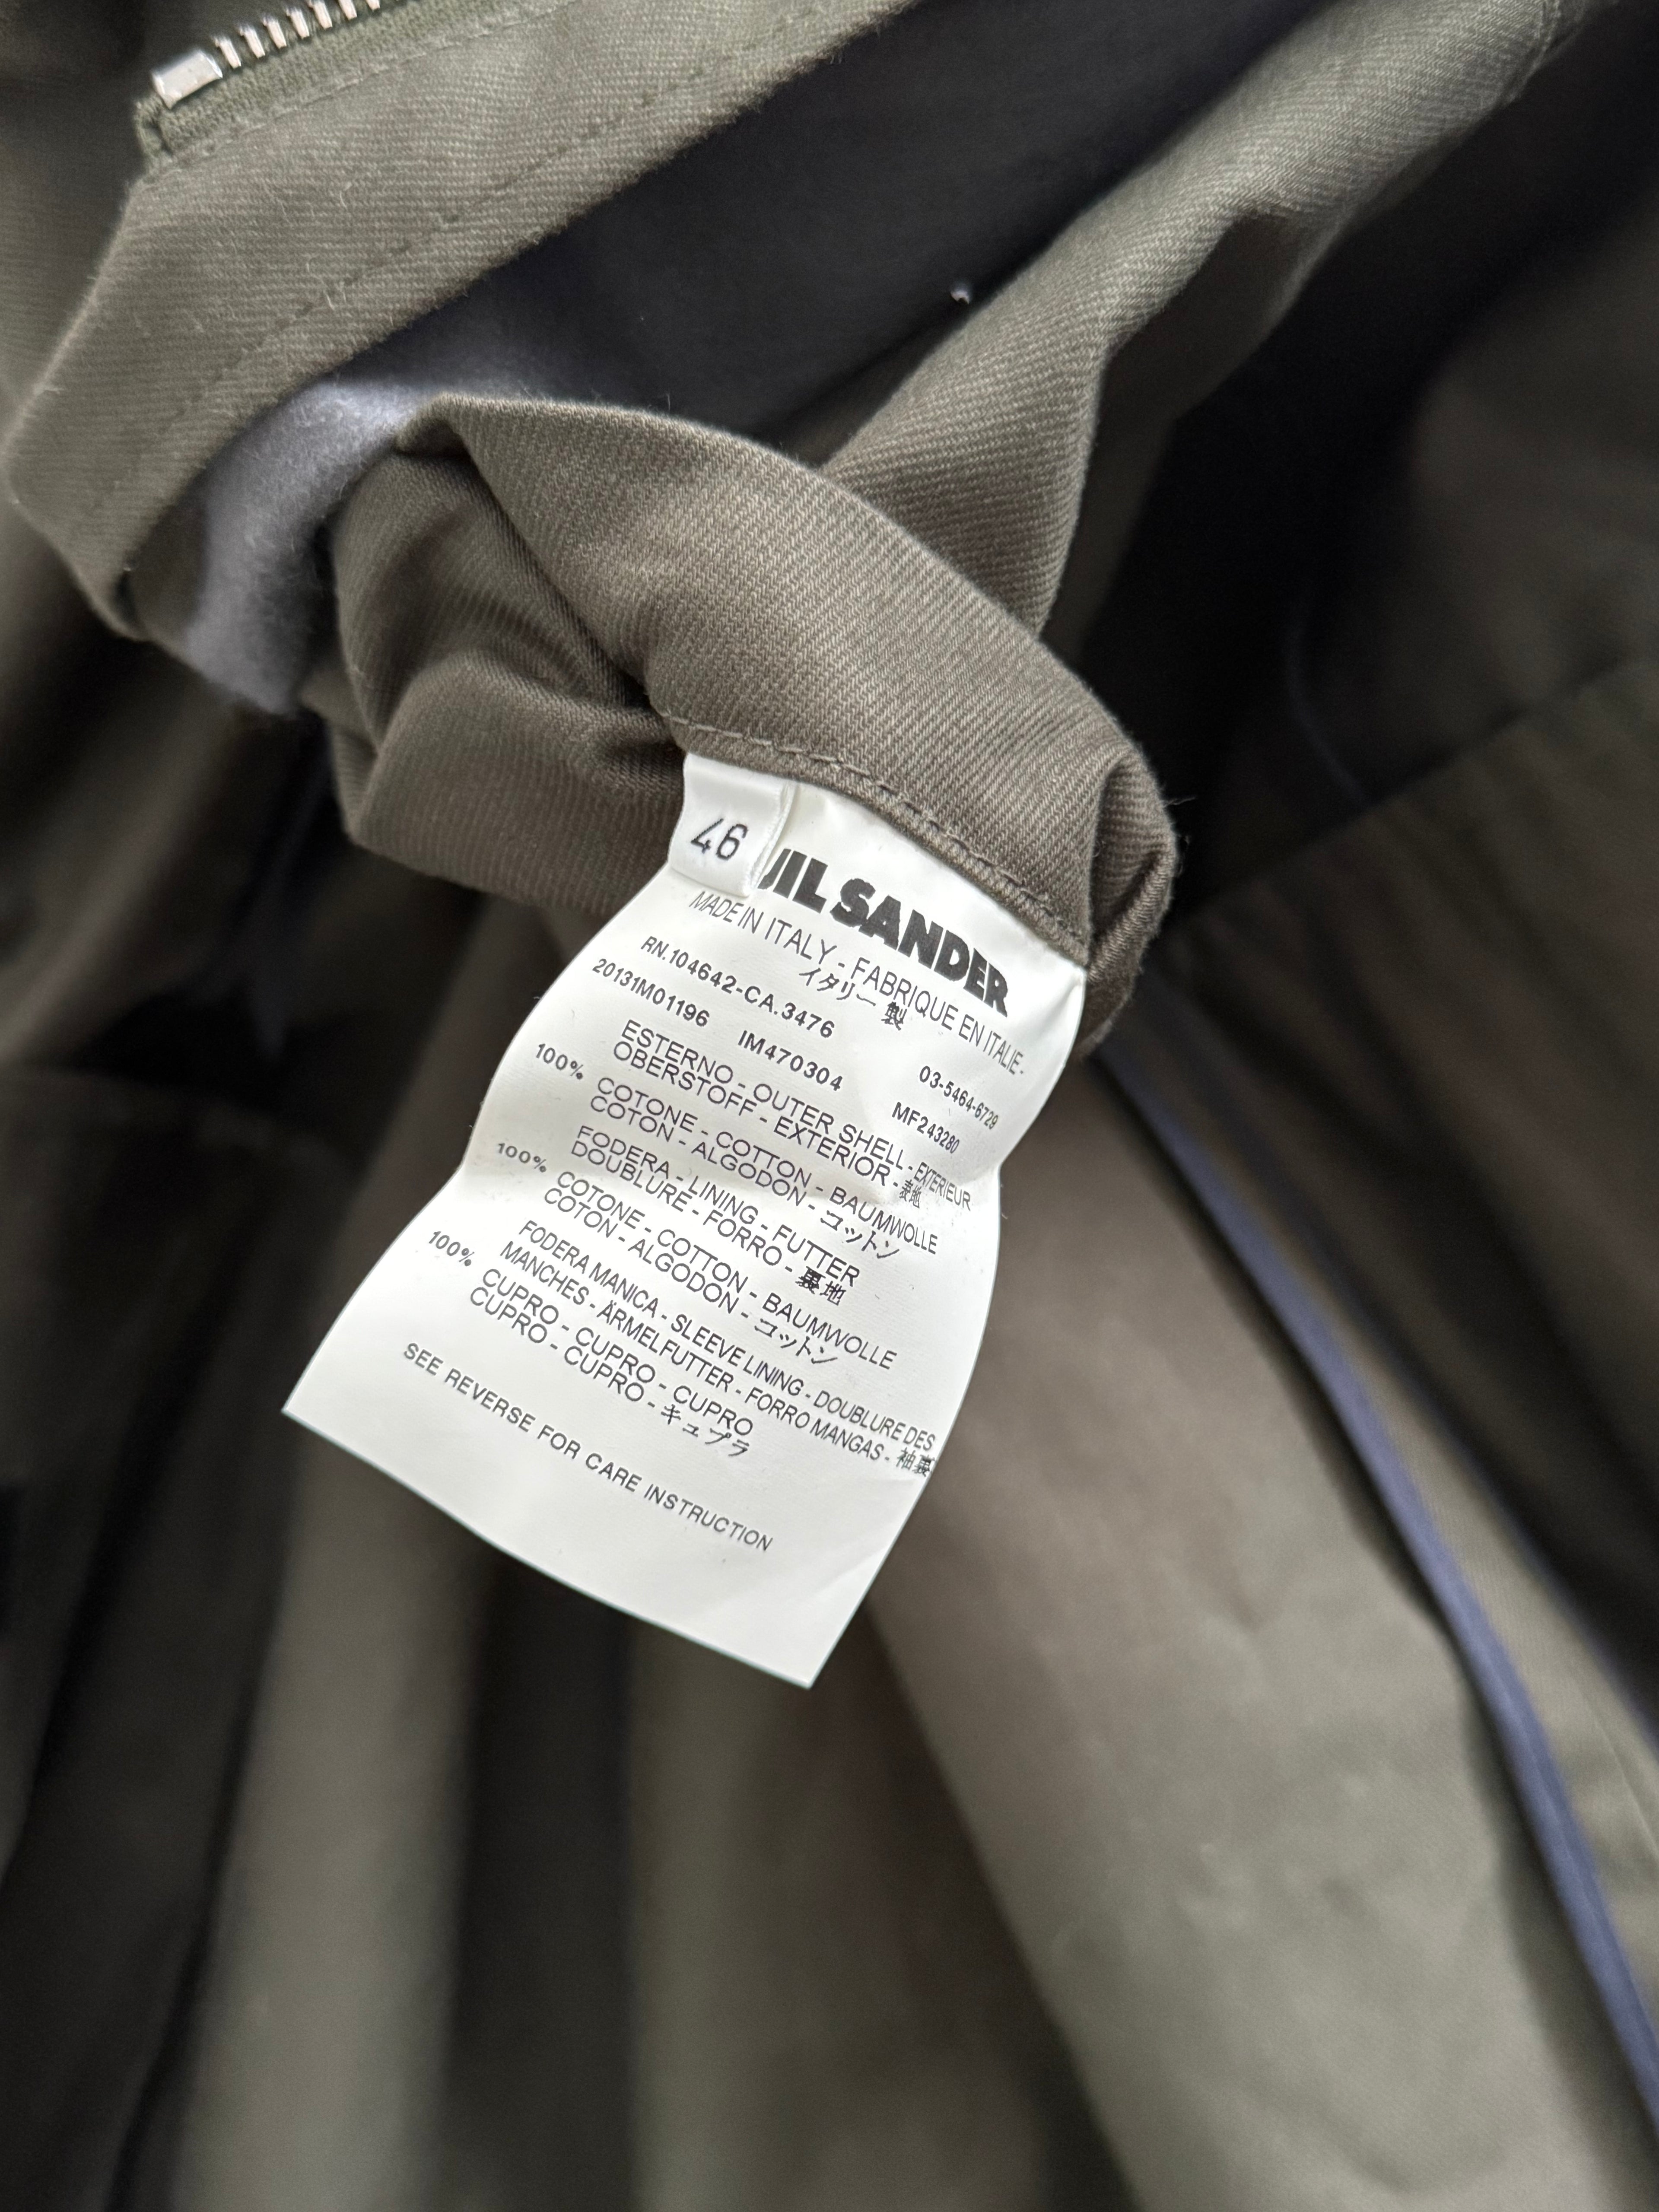 46
JIL SANDER
MADE IN ITALY - FABRIQUE EN ITALIE -
イタリー 製
RN.104642-CA.3476 03-5464-6729
20131M01196 IM470304 MF243280
ESTERNO - OUTER SHELL - EXTERIEUR
OBERSTOFF - EXTERIOR - 表地
100% COTONE - COTTON - BAUMWOLLE
COTON - ALGODON - コットン
FODERA - LINING - FUTTER
DOUBLURE - FORRO - 裏地
100% COTONE - COTTON - BAUMWOLLE
COTON - ALGODON - コットン
FODERA MANICA - SLEEVE LINING - DOUBLURE DES
MANCHES - ÄRMELFUTTER - FORRO MANGAS - 袖裏
100% CUPRO - CUPRO - CUPRO
CUPRO - CUPRO - キュプラ
SEE REVERSE FOR CARE INSTRUCTION